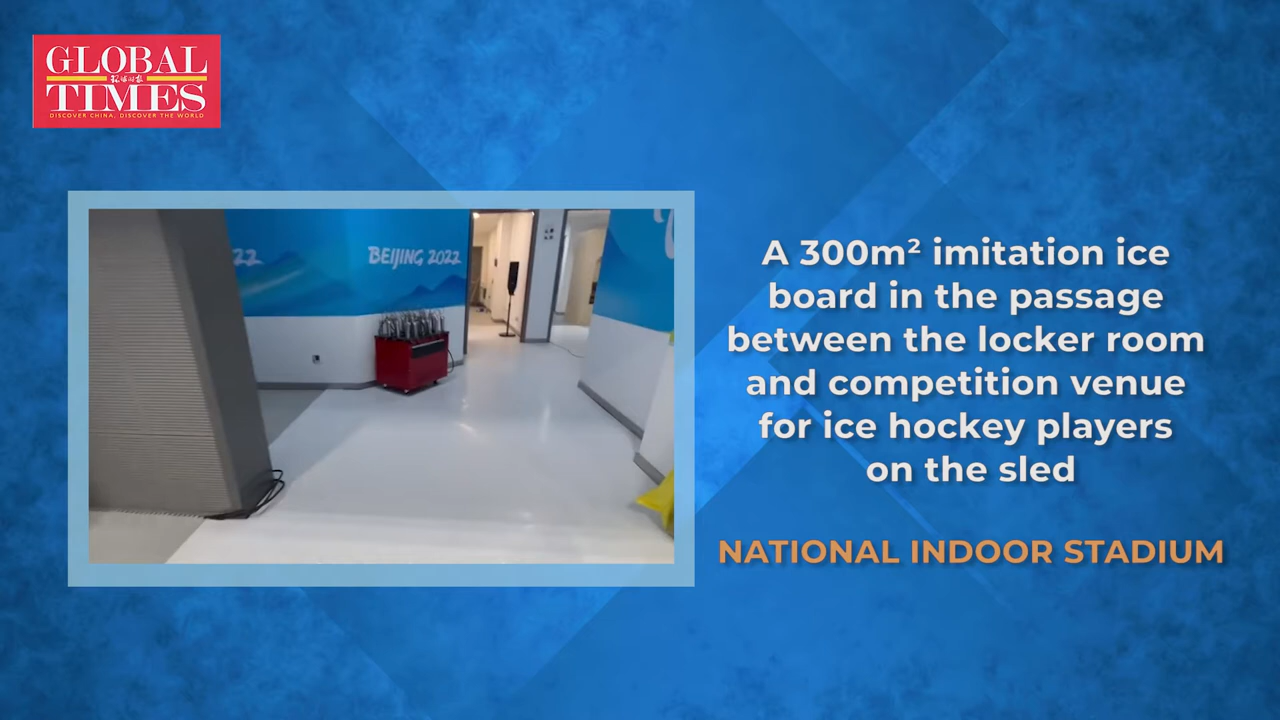 GLOBAL
环球时报
TIMES
DISCOVER CHINA, DISCOVER THE WORLD
22
BEIJING 2022
A 300m² imitation ice
board in the passage
between the locker room
and competition venue
for ice hockey players
on the sled
NATIONAL INDOOR STADIUM